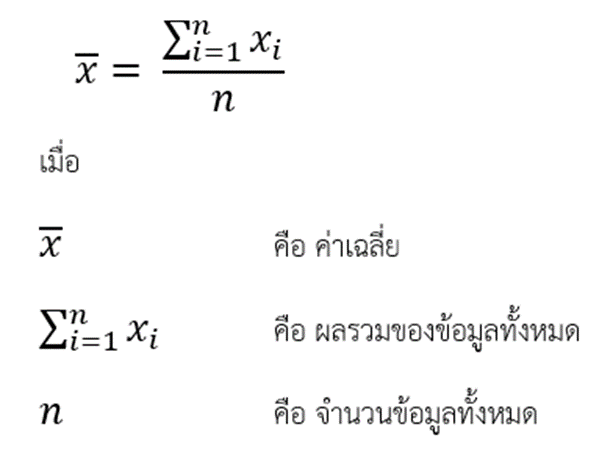 x̅ = ∑ⁿᵢ₌₁ xᵢ / n
เมื่อ
x̅ คือ ค่าเฉลี่ย
∑ⁿᵢ₌₁ xᵢ คือ ผลรวมของข้อมูลทั้งหมด
n คือ จำนวนข้อมูลทั้งหมด